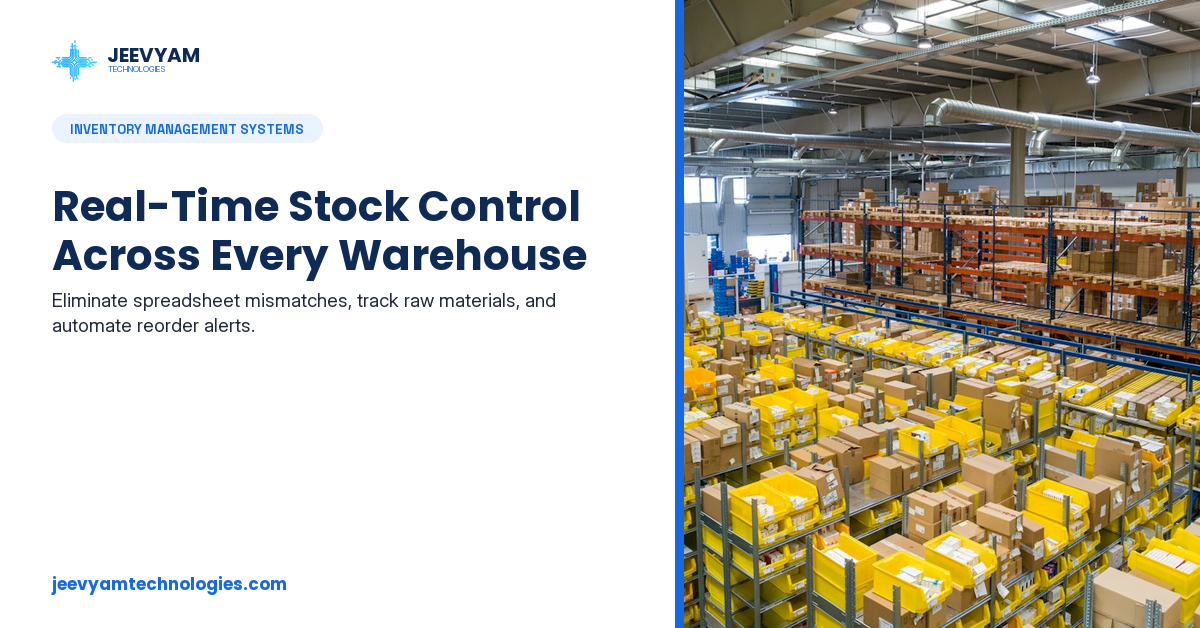 JEEVYAM
TECHNOLOGIES
INVENTORY MANAGEMENT SYSTEMS
Real-Time Stock Control
Across Every Warehouse
Eliminate spreadsheet mismatches, track raw materials, and
automate reorder alerts.
jeevyamtechnologies.com